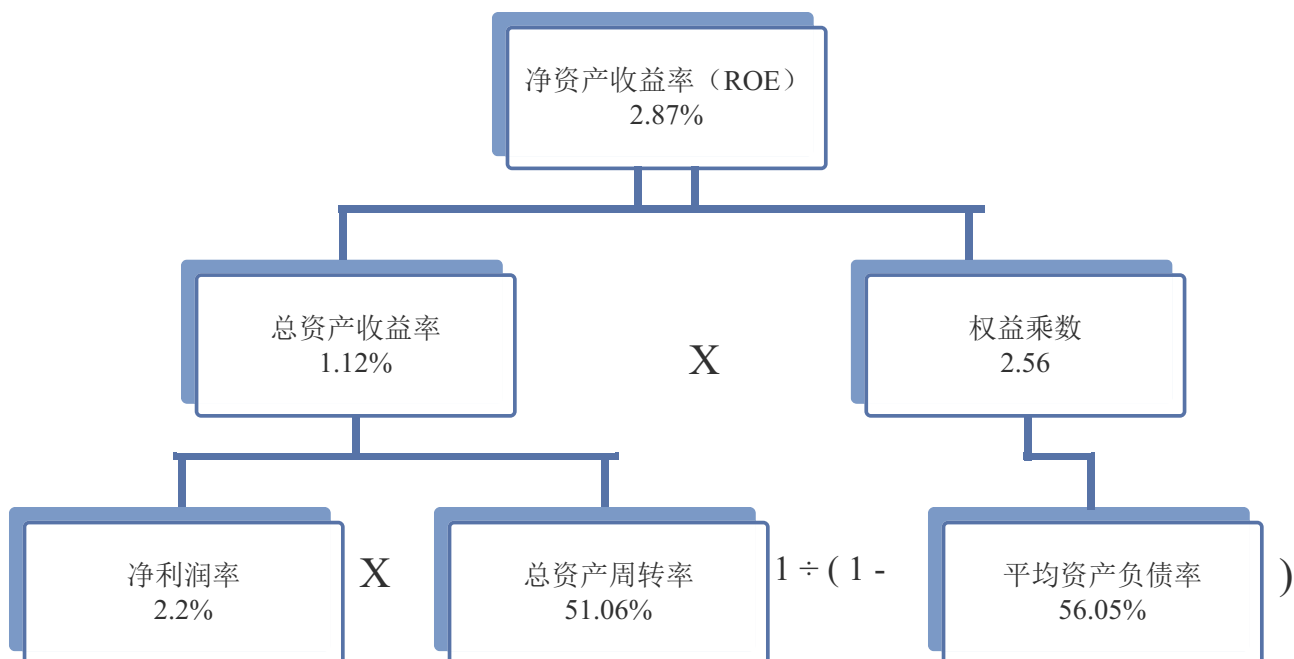 净资产收益率（ROE）
2.87%
总资产收益率
1.12%
X
权益乘数
2.56
净利润率
2.2%
X
总资产周转率
51.06%
1 ÷ ( 1 -
平均资产负债率
56.05%
)